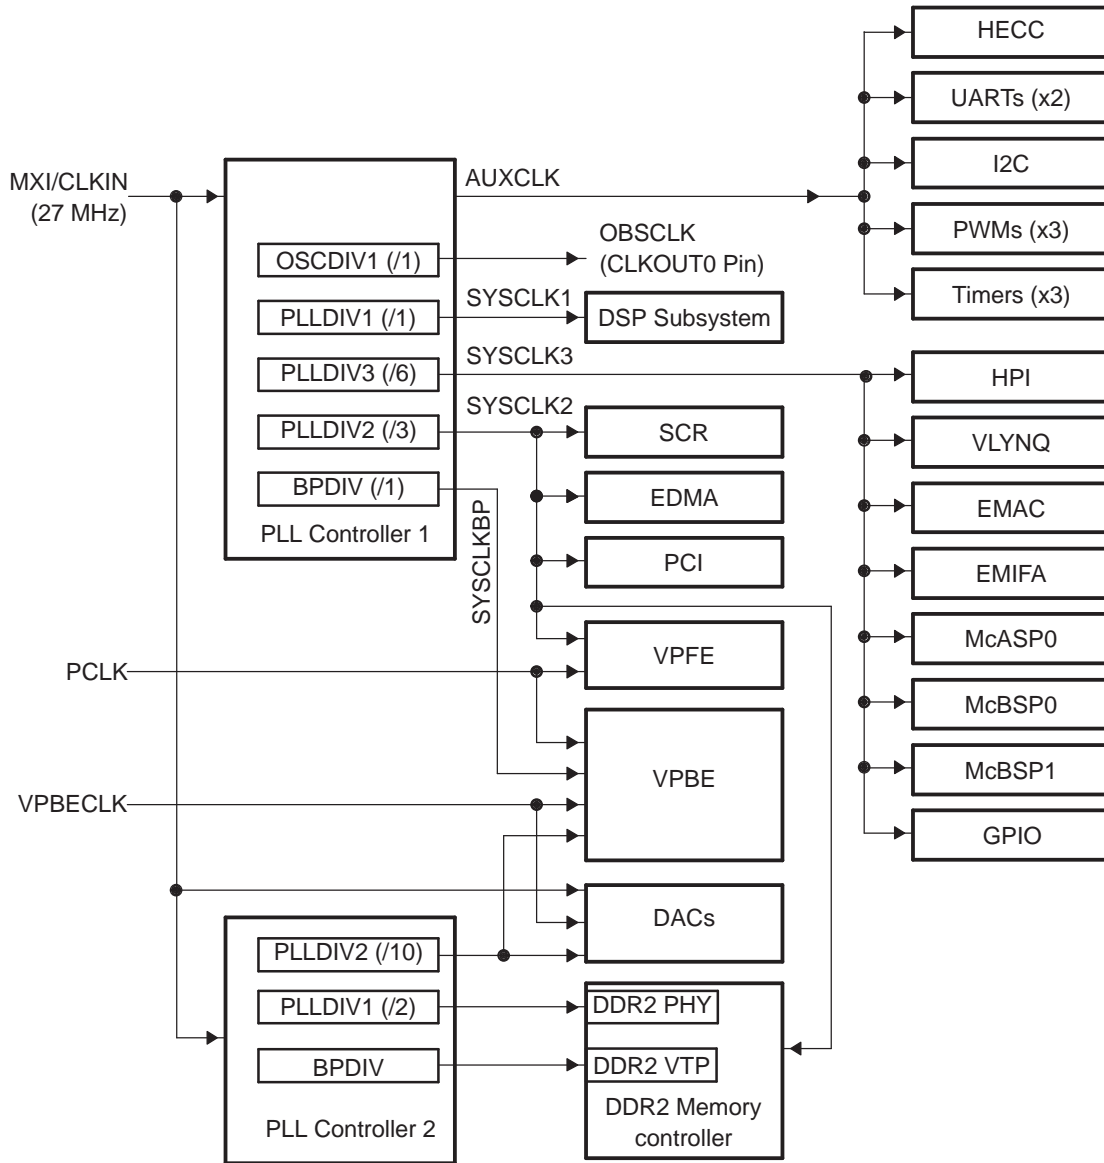 HECC
UARTs (x2)
I2C
PWMs (x3)
Timers (x3)
MXI/CLKIN
(27 MHz)
AUXCLK
OSCDIV1 (/1)
OBSCLK
(CLKOUT0 Pin)
PLLDIV1 (/1)
SYSCLK1
DSP Subsystem
PLLDIV3 (/6)
SYSCLK3
PLLDIV2 (/3)
SYSCLK2
SCR
BPDIV (/1)
EDMA
PLL Controller 1
SYSCLKBP
PCI
HPI
VLYNQ
EMAC
EMIFA
McASP0
McBSP0
McBSP1
GPIO
PCLK
VPFE
VPBE
VPBECLK
DACs
PLLDIV2 (/10)
PLLDIV1 (/2)
DDR2 PHY
BPDIV
DDR2 VTP
PLL Controller 2
DDR2 Memory
controller